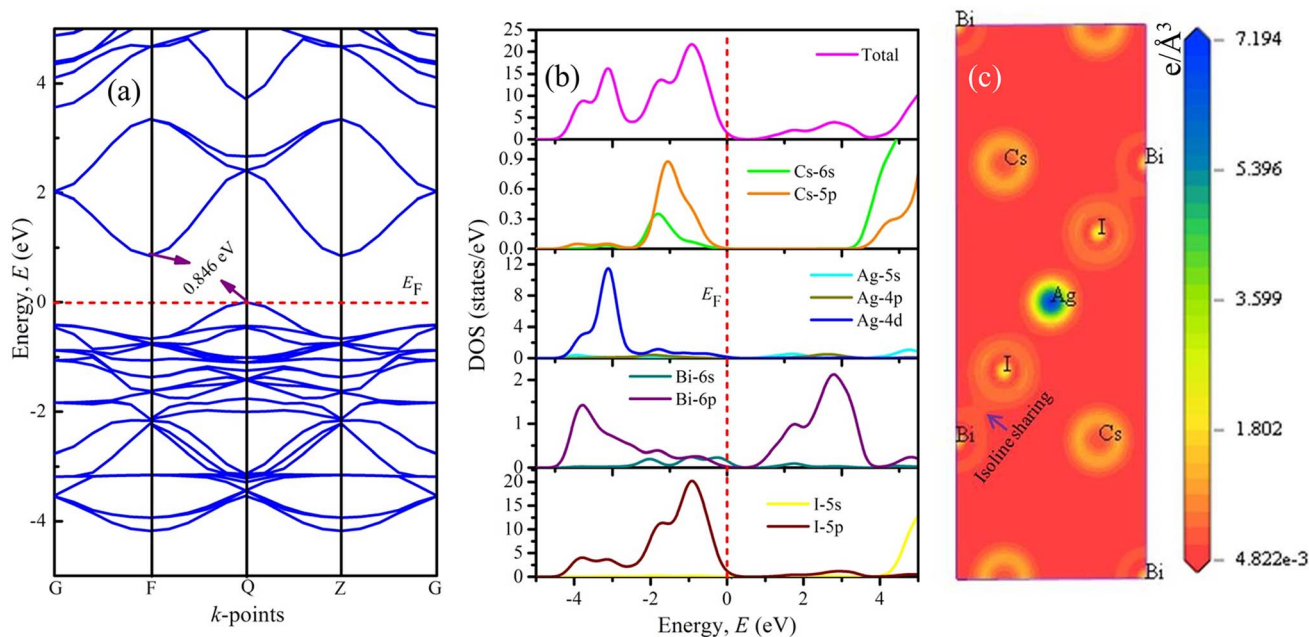 (a)
Energy, E (eV)
4
2
0
-2
-4
0.846 eV
E_F
G F Q Z G
k-points
(b)
DOS (states/eV)
25
20
15
10
5
0
Total
0.9
0.6
0.3
0.0
Cs-6s
Cs-5p
12
8
4
0
E_F
Ag-5s
Ag-4p
Ag-4d
2
1
0
Bi-6s
Bi-6p
20
15
10
5
0
I-5s
I-5p
-4 -2 0 2 4
Energy, E (eV)
Bi
(c)
Cs
Bi
I
Ag
I
Bi
Cs
Isoline sharing
Bi
e/Å³
7.194
5.396
3.599
1.802
4.822e-3